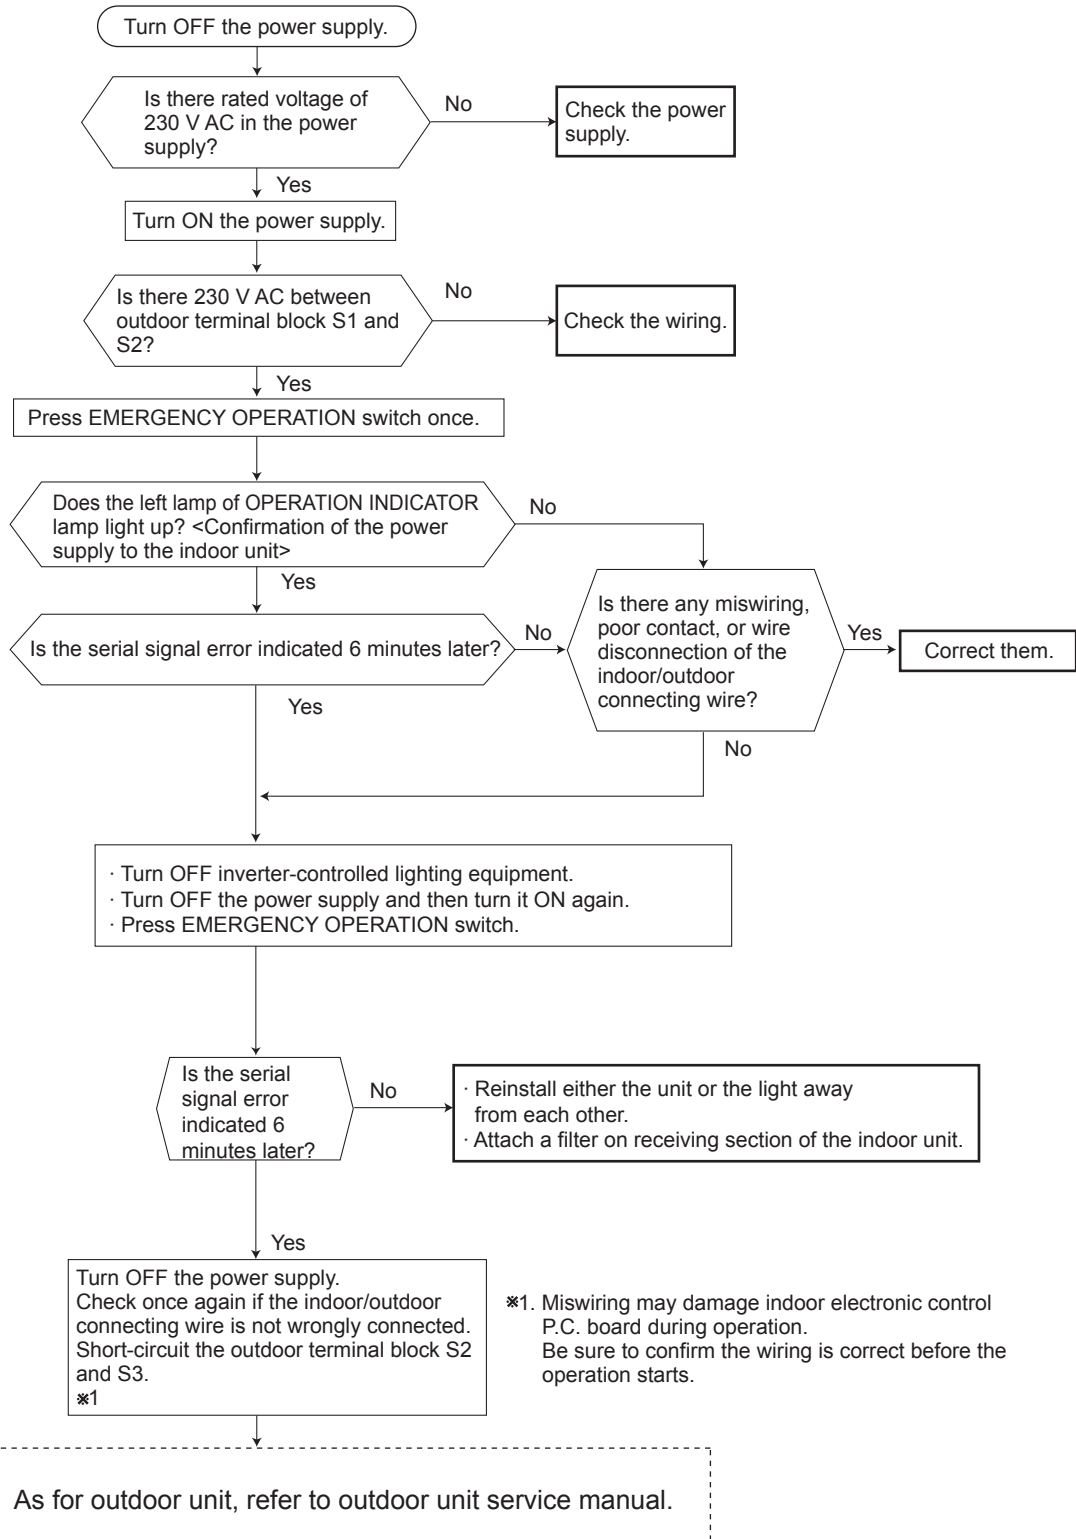 Turn OFF the power supply.
Is there rated voltage of
230 V AC in the power
supply?
No
Check the power
supply.
Yes
Turn ON the power supply.
Is there 230 V AC between
outdoor terminal block S1 and
S2?
No
Check the wiring.
Yes
Press EMERGENCY OPERATION switch once.
Does the left lamp of OPERATION INDICATOR
lamp light up? <Confirmation of the power
supply to the indoor unit>
No
Yes
Is the serial signal error indicated 6 minutes later?
No
Is there any miswiring,
poor contact, or wire
disconnection of the
indoor/outdoor
connecting wire?
Yes
Correct them.
Yes
No
· Turn OFF inverter-controlled lighting equipment.
· Turn OFF the power supply and then turn it ON again.
· Press EMERGENCY OPERATION switch.
Is the serial
signal error
indicated 6
minutes later?
No
· Reinstall either the unit or the light away
from each other.
· Attach a filter on receiving section of the indoor unit.
Yes
Turn OFF the power supply.
Check once again if the indoor/outdoor
connecting wire is not wrongly connected.
Short-circuit the outdoor terminal block S2
and S3.
※1
※1. Miswiring may damage indoor electronic control
P.C. board during operation.
Be sure to confirm the wiring is correct before the
operation starts.
As for outdoor unit, refer to outdoor unit service manual.